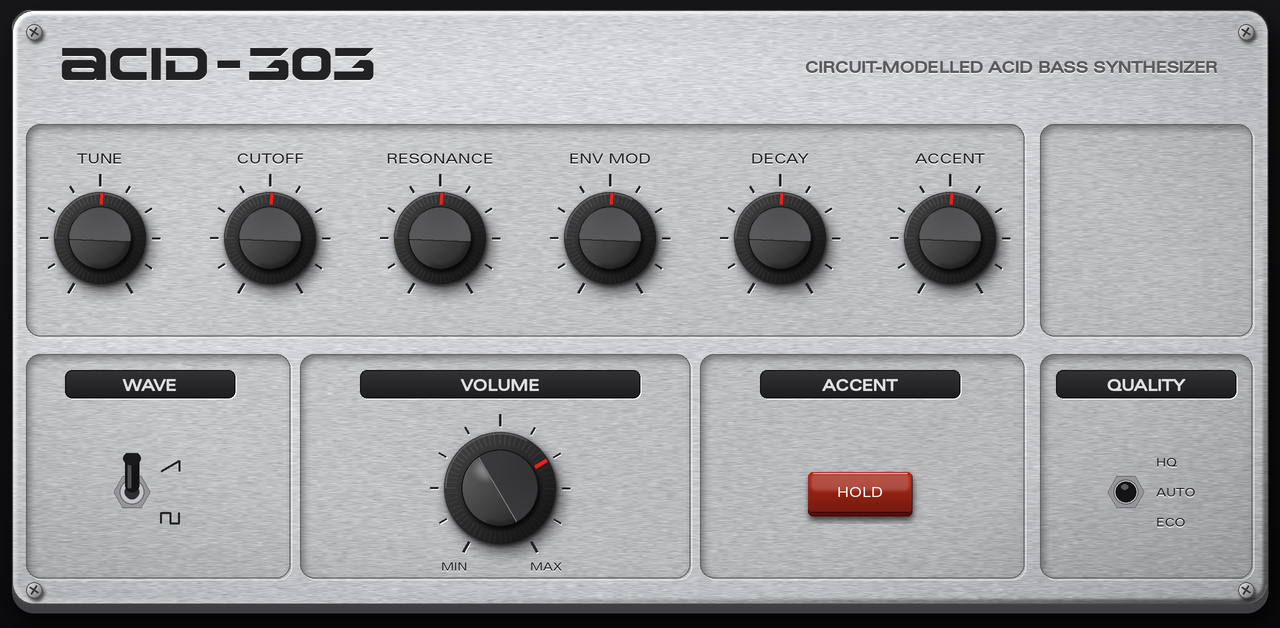 ACID-303
CIRCUIT-MODELLED ACID BASS SYNTHESIZER
TUNE
CUTOFF
RESONANCE
ENV MOD
DECAY
ACCENT
WAVE
VOLUME
MIN
MAX
ACCENT
HOLD
QUALITY
HQ
AUTO
ECO